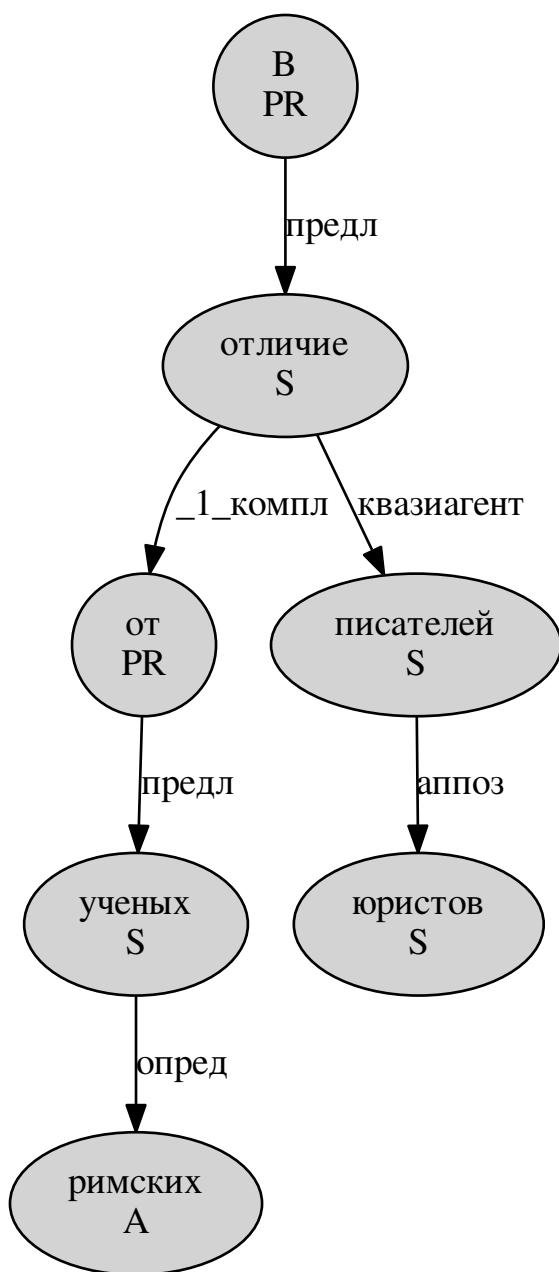 В
PR
предл
отличие
S
_1_компл
квазиагент
от
PR
писателей
S
предл
аппоз
ученых
S
юристов
S
опред
римских
A